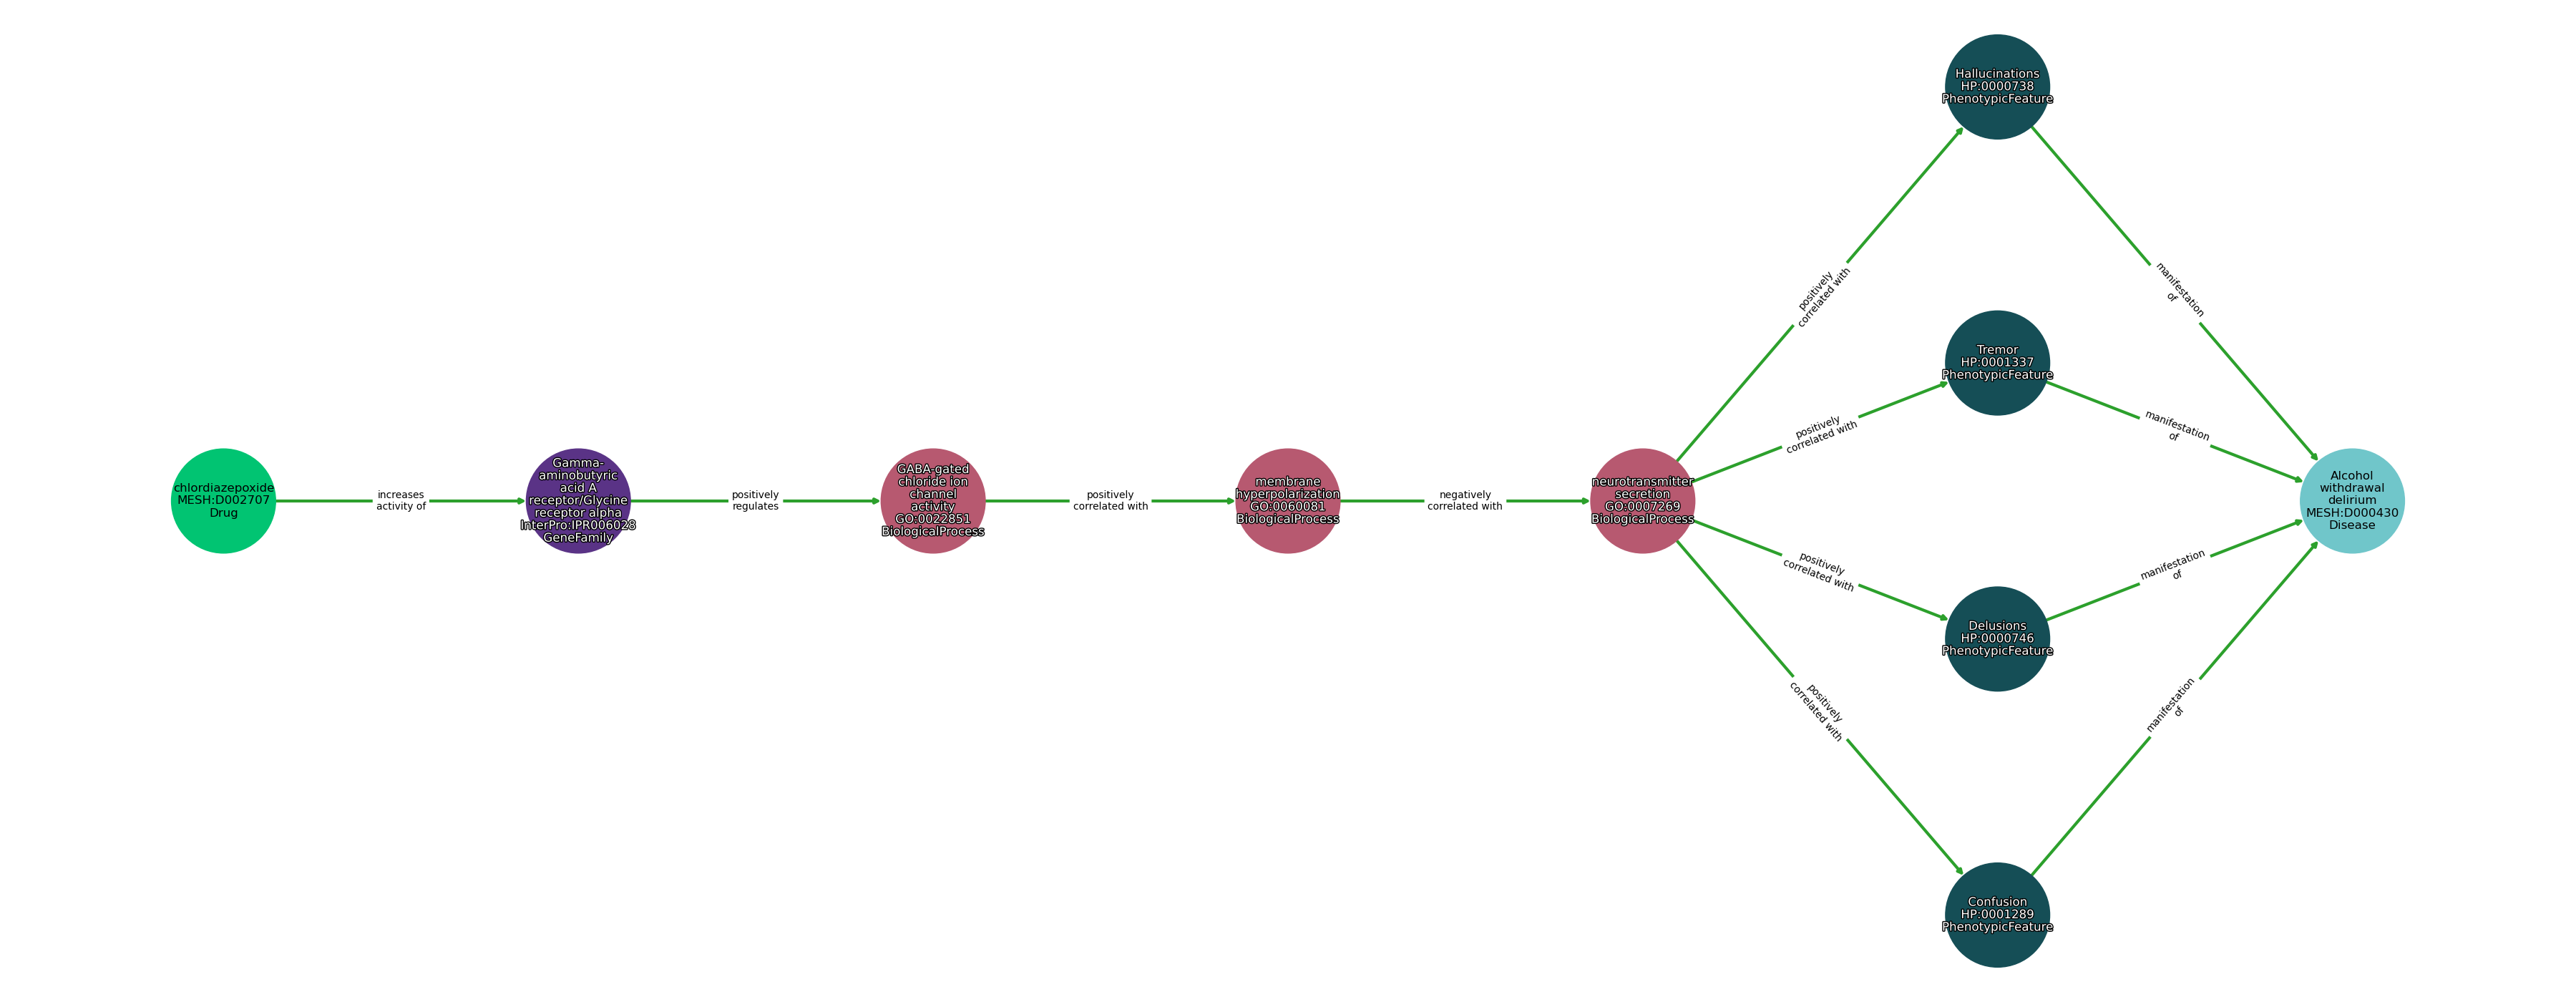 chlordiazepoxide
MESH:D002707
Drug
increases
activity of
Gamma-
aminobutyric
acid A
receptor/Glycine
receptor alpha
InterPro:IPR006028
GeneFamily
positively
regulates
GABA-gated
chloride ion
channel
activity
GO:0022851
BiologicalProcess
positively
correlated with
membrane
hyperpolarization
GO:0060081
BiologicalProcess
negatively
correlated with
neurotransmitter
secretion
GO:0007269
BiologicalProcess
positively
correlated with
positively
correlated with
positively
correlated with
positively
correlated with
Hallucinations
HP:0000738
PhenotypicFeature
Tremor
HP:0001337
PhenotypicFeature
Delusions
HP:0000746
PhenotypicFeature
Confusion
HP:0001289
PhenotypicFeature
manifestation
of
manifestation
of
manifestation
of
manifestation
of
Alcohol
withdrawal
delirium
MESH:D000430
Disease